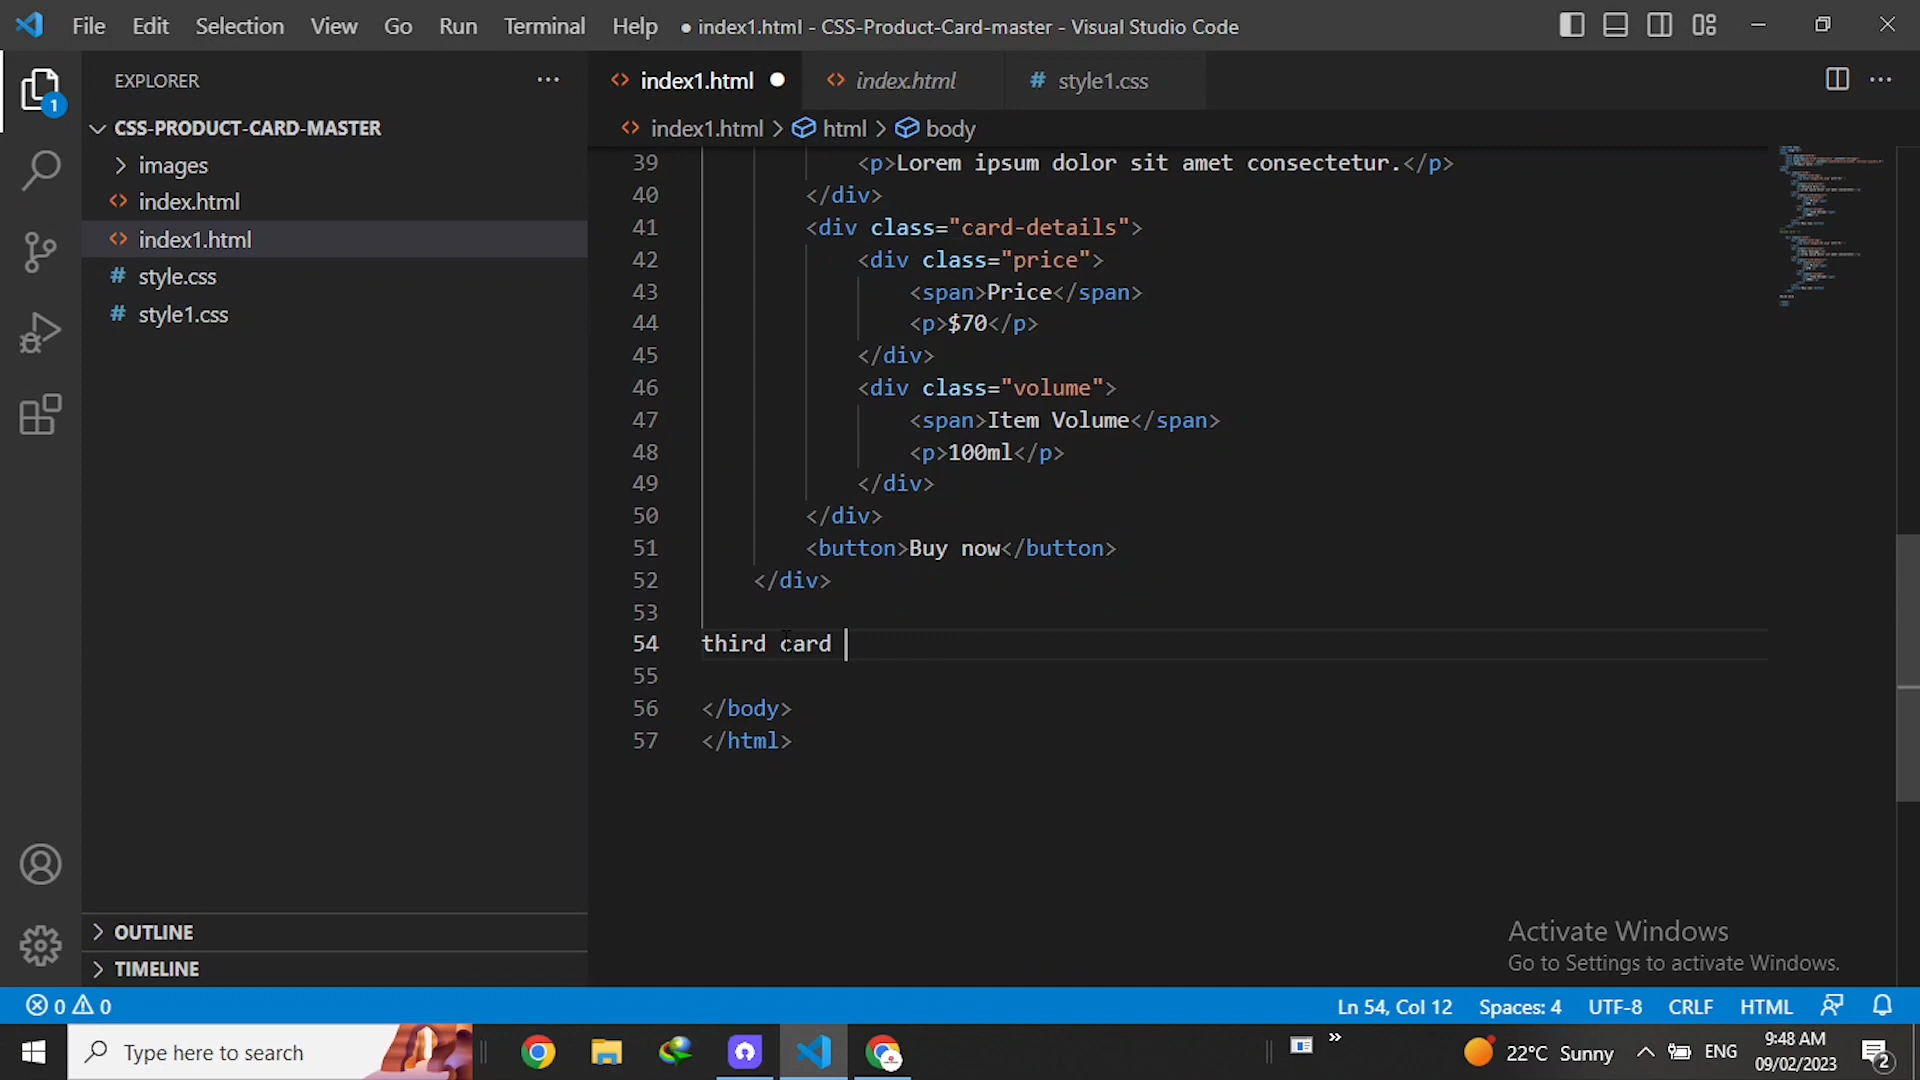 File Edit Selection View Go Run Terminal Help ● index1.html - CSS-Product-Card-master - Visual Studio Code
EXPLORER
index1.html
index.html
# style1.css
1
CSS-PRODUCT-CARD-MASTER
index1.html > html > body
images
index.html
index1.html
# style.css
# style1.css
39 <p>Lorem ipsum dolor sit amet consectetur.</p>
40 </div>
41 <div class="card-details">
42 <div class="price">
43 <span>Price</span>
44 <p>$70</p>
45 </div>
46 <div class="volume">
47 <span>Item Volume</span>
48 <p>100ml</p>
49 </div>
50 </div>
51 <button>Buy now</button>
52 </div>
53
54 third card
55
56 </body>
57 </html>
OUTLINE
TIMELINE
Activate Windows
Go to Settings to activate Windows.
0 0
Ln 54, Col 12 Spaces: 4 UTF-8 CRLF HTML
Type here to search
22°C Sunny
ENG
9:48 AM
09/02/2023
2